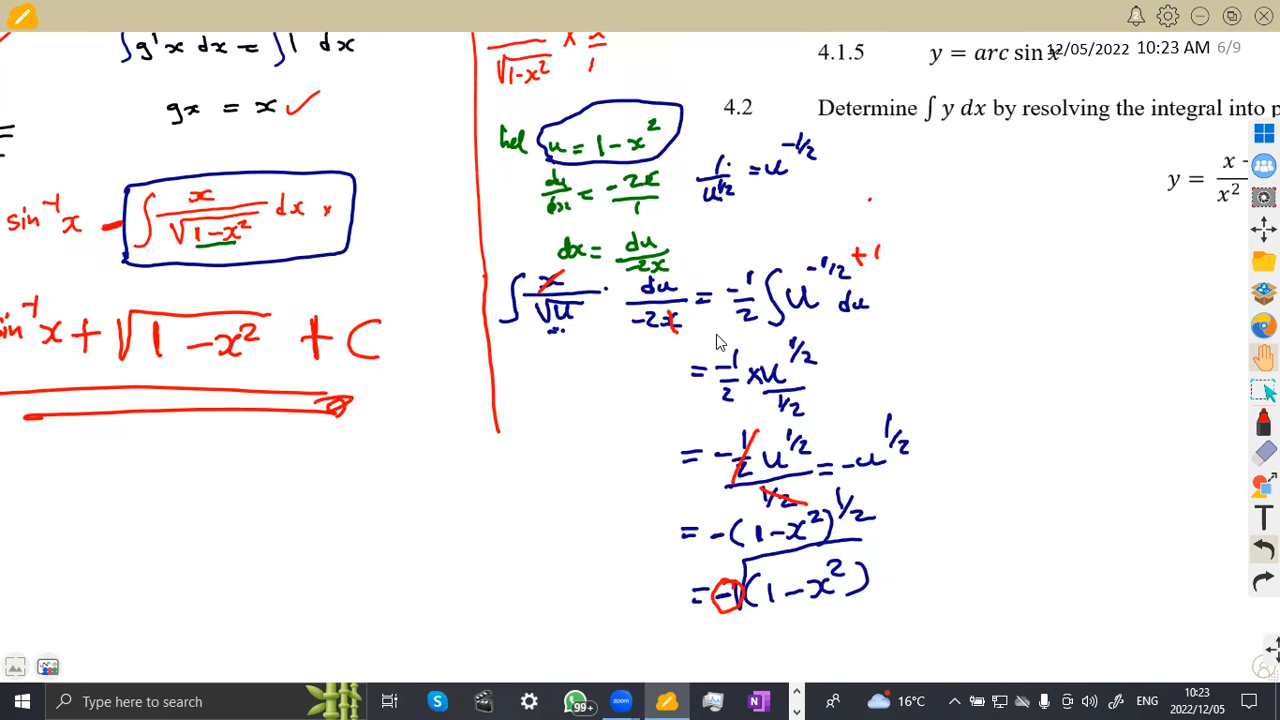 12/05/2022 10:23 AM 6/9
∫g'x dx = ∫1 dx
gx = x ✓
=
sin⁻¹x - ∫ x/√(1-x²) dx
sin⁻¹x + √(1-x²) + C
/√(1-x²) × x/1
u = 1-x²
du/dx = -2x/1
1/u^1/2 = u^-1/2
dx = du/-2x
∫ x/√u · du/-2x = -1/2 ∫ u^-1/2 +1 du
= -1/2 × u^1/2 / 1/2
= -1/2 u^1/2 / 1/2 = -u^1/2
= -(1-x²)^1/2
= -√(1-x²)
4.1.5 y = arc sin x
4.2 Determine ∫ y dx by resolving the integral into p
y = x - / x²
Type here to search
99+
16°C
ENG
10:23
2022/12/05